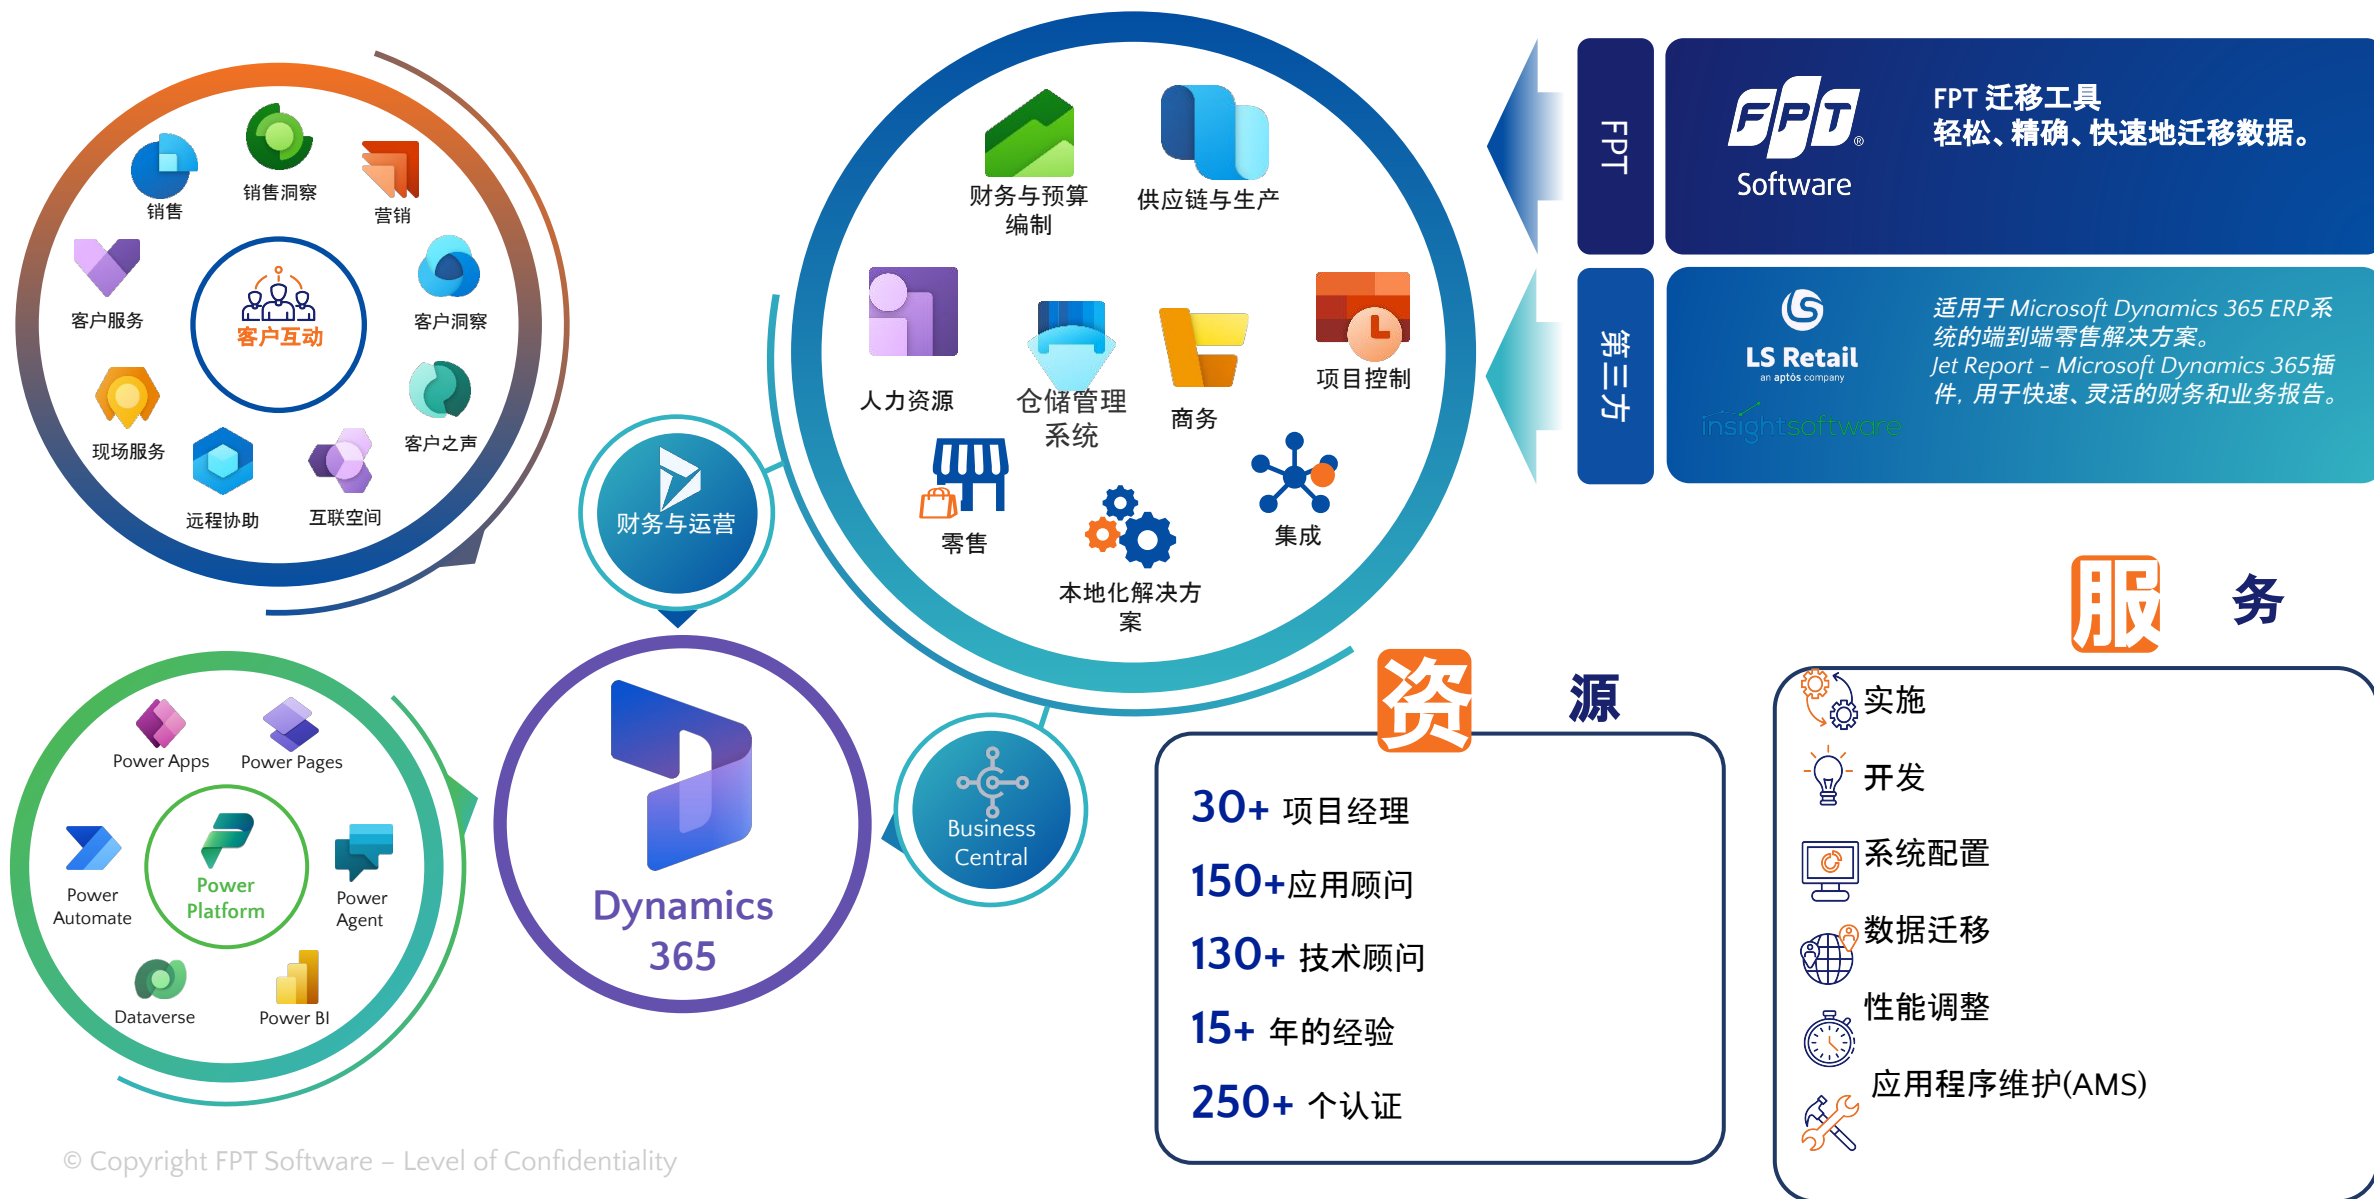 销售
销售洞察
营销
客户服务
客户互动
客户洞察
现场服务
客户之声
远程协助
互联空间
财务与预算
编制
供应链与生产
人力资源
仓储管理
系统
商务
项目控制
零售
本地化解决方
案
集成
财务与运营
Business
Central
Dynamics
365
Power Apps
Power Pages
Power
Automate
Power
Platform
Power
Agent
Dataverse
Power BI
FPT
FPT®
Software
FPT 迁移工具
轻松、精确、快速地迁移数据。
第三方
LS Retail
an aptos company
insightsoftware
适用于 Microsoft Dynamics 365 ERP系
统的端到端零售解决方案。
Jet Report – Microsoft Dynamics 365插
件, 用于快速、灵活的财务和业务报告。
资源
30+ 项目经理
150+应用顾问
130+ 技术顾问
15+ 年的经验
250+ 个认证
服务
实施
开发
系统配置
数据迁移
性能调整
应用程序维护(AMS)
© Copyright FPT Software – Level of Confidentiality